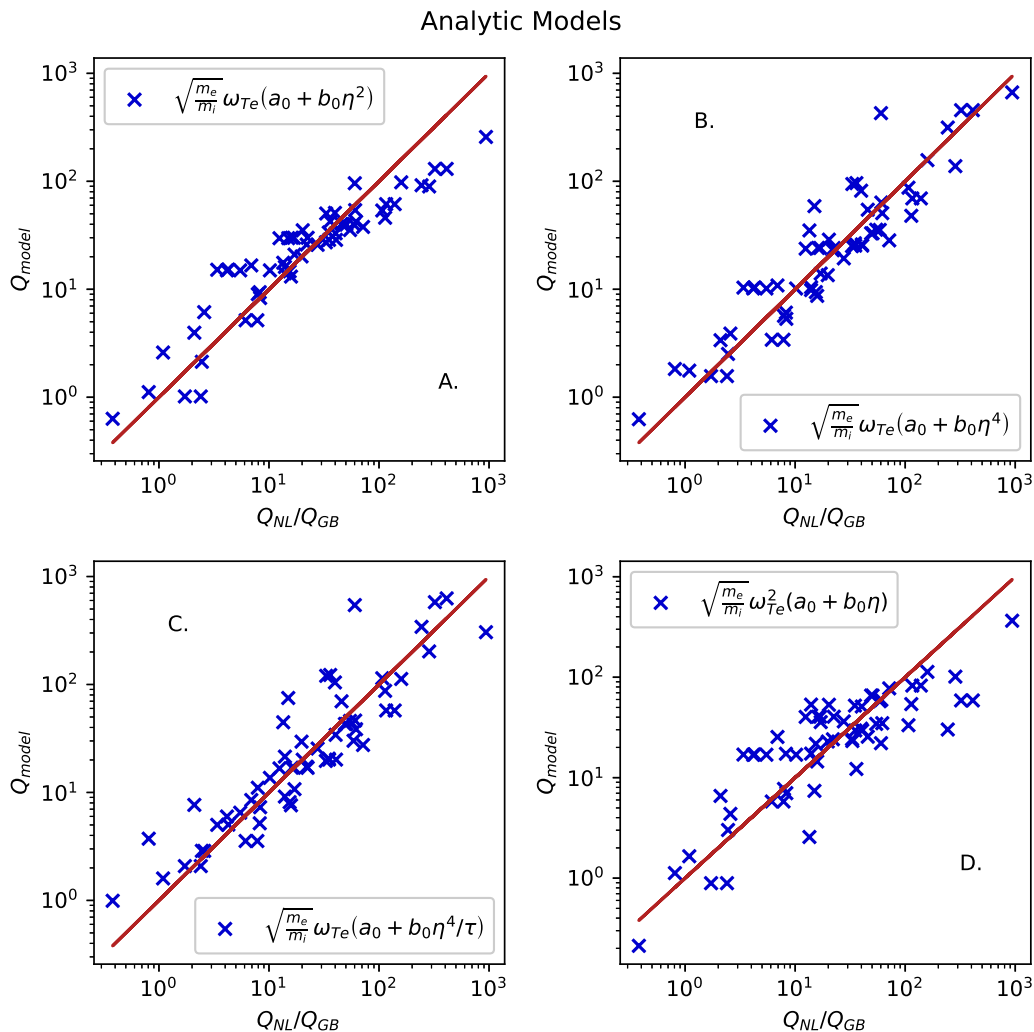 Analytic Models
10³
10²
10¹
10⁰
Q_model
√(m_e/m_i) ω_Te(a₀ + b₀η²)
A.
10⁰ 10¹ 10² 10³
Q_NL/Q_GB
10³
10²
10¹
10⁰
Q_model
B.
√(m_e/m_i) ω_Te(a₀ + b₀η⁴)
10⁰ 10¹ 10² 10³
Q_NL/Q_GB
10³
10²
10¹
10⁰
Q_model
C.
√(m_e/m_i) ω_Te(a₀ + b₀η⁴/τ)
10⁰ 10¹ 10² 10³
Q_NL/Q_GB
10³
10²
10¹
10⁰
Q_model
√(m_e/m_i) ω²_Te(a₀ + b₀η)
D.
10⁰ 10¹ 10² 10³
Q_NL/Q_GB